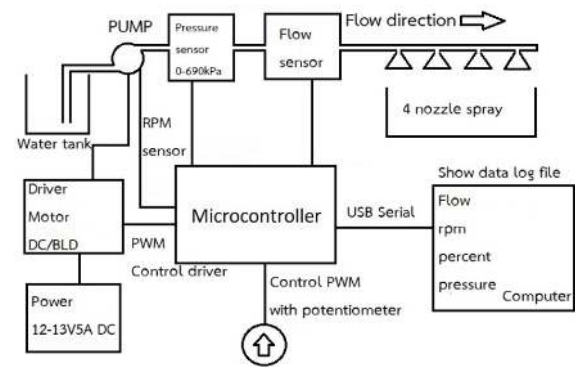 PUMP
Pressure
sensor
0-690kPa
Flow
sensor
Flow direction
4 nozzle spray
Water tank
RPM
sensor
Driver
Motor
DC/BLD
PWM
Control driver
Microcontroller
USB Serial
Show data log file
Flow
rpm
percent
pressure
Computer
Power
12-13V5A DC
Control PWM
with potentiometer